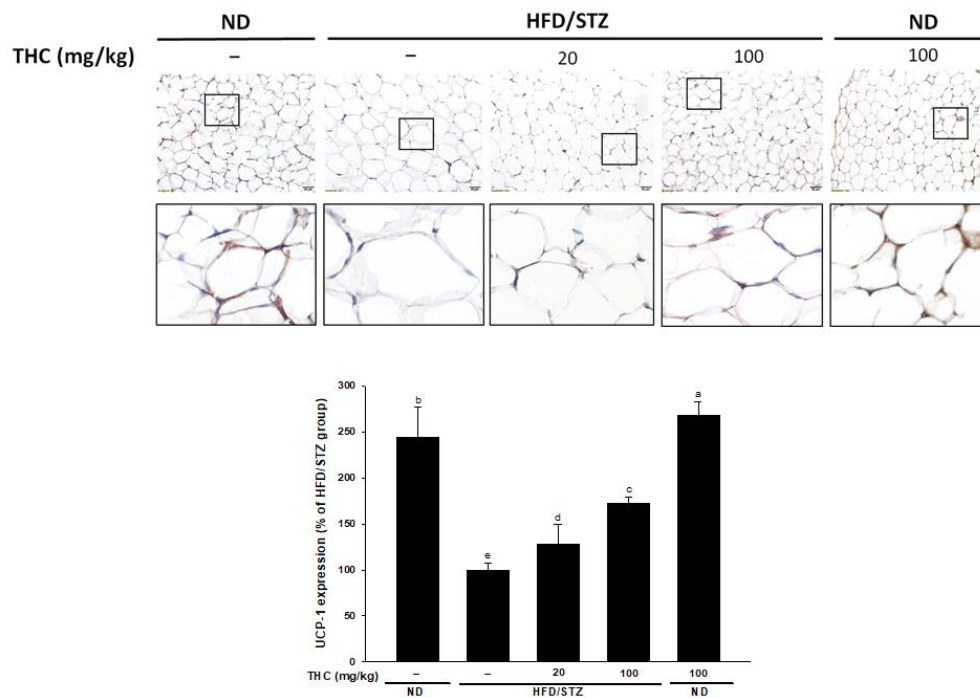 ND HFD/STZ ND
THC (mg/kg) – – 20 100 100
300
250
200
150
100
50
0
UCP-1 expression (% of HFD/STZ group)
b
e
d
c
a
THC (mg/kg) – – 20 100 100
ND HFD/STZ ND